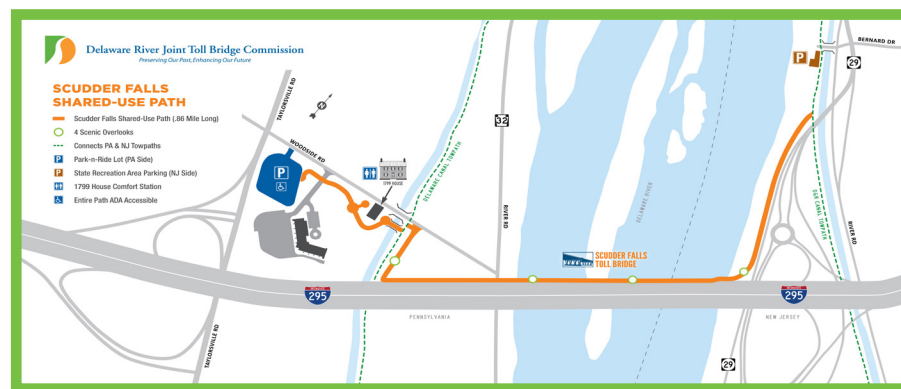 Delaware River Joint Toll Bridge Commission
Preserving Our Past, Enhancing Our Future
SCUDDER FALLS
SHARED-USE PATH
Scudder Falls Shared-Use Path (.86 Mile Long)
4 Scenic Overlooks
Connects PA & NJ Towpaths
P Park-n-Ride Lot (PA Side)
P State Recreation Area Parking (NJ Side)
1799 House Comfort Station
Entire Path ADA Accessible
TAYLORSVILLE RD
WOODSIDE RD
P
1799 HOUSE
DELAWARE CANAL TOWPATH
32
RIVER RD
DELAWARE RIVER
SCUDDER FALLS
TOLL BRIDGE
P
29
BERNARD DR
D&R CANAL TOWPATH
RIVER RD
INTERSTATE
295
INTERSTATE
295
PENNSYLVANIA
NEW JERSEY
TAYLORSVILLE RD
29